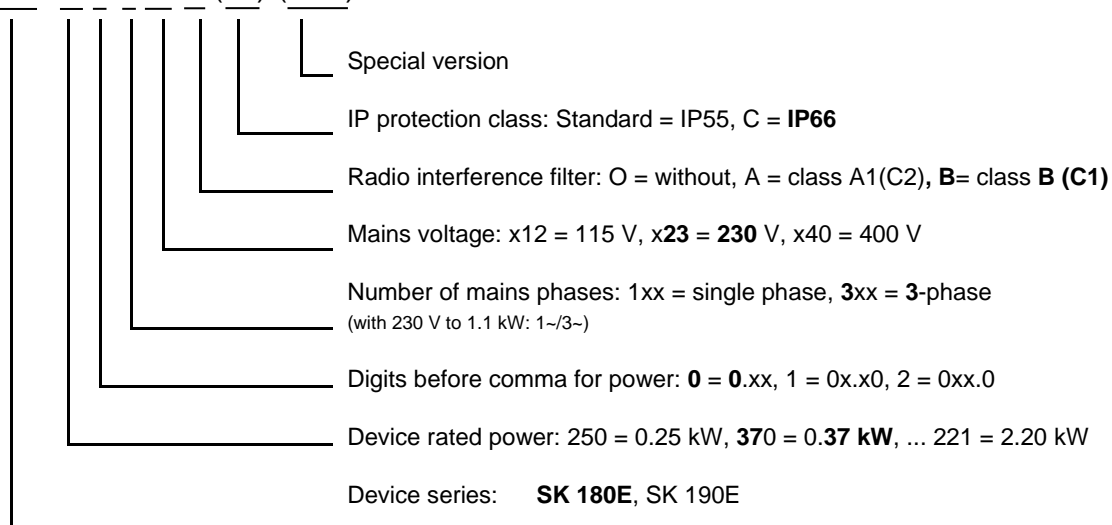 Special version
IP protection class: Standard = IP55, C = IP66
Radio interference filter: O = without, A = class A1(C2), B= class B (C1)
Mains voltage: x12 = 115 V, x23 = 230 V, x40 = 400 V
Number of mains phases: 1xx = single phase, 3xx = 3-phase
(with 230 V to 1.1 kW: 1~/3~)
Digits before comma for power: 0 = 0.xx, 1 = 0x.x0, 2 = 0xx.0
Device rated power: 250 = 0.25 kW, 370 = 0.37 kW, ... 221 = 2.20 kW
Device series: SK 180E, SK 190E